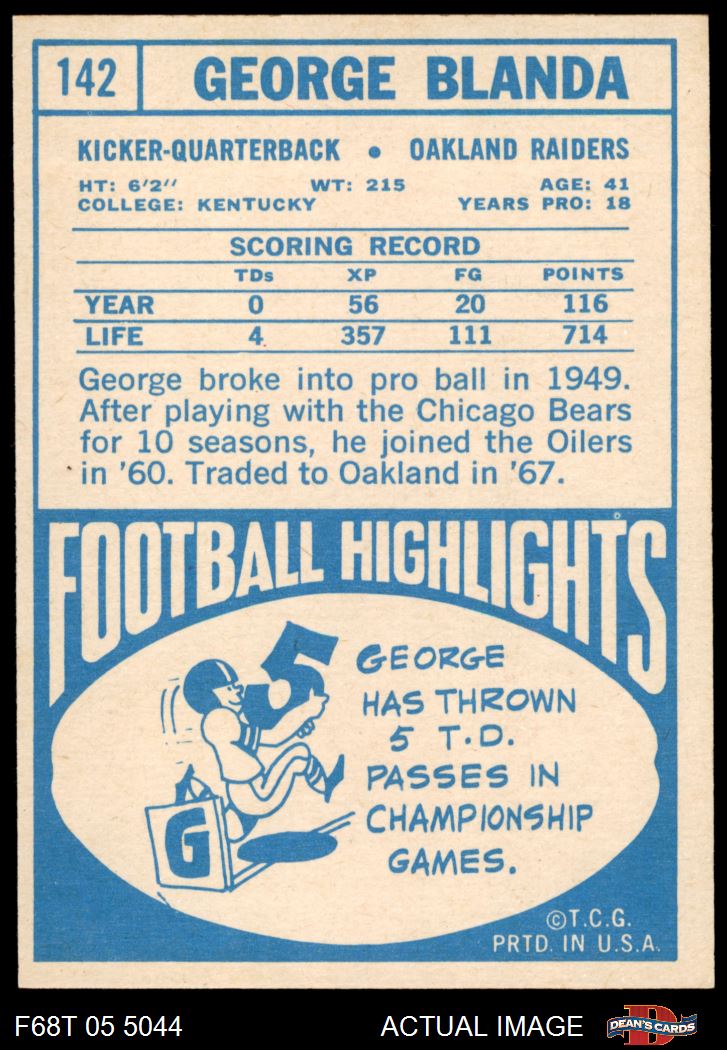 142 GEORGE BLANDA
KICKER-QUARTERBACK • OAKLAND RAIDERS
HT: 6'2" WT: 215 AGE: 41
COLLEGE: KENTUCKY YEARS PRO: 18
SCORING RECORD
TDs XP FG POINTS
YEAR 0 56 20 116
LIFE 4 357 111 714
George broke into pro ball in 1949.
After playing with the Chicago Bears
for 10 seasons, he joined the Oilers
in '60. Traded to Oakland in '67.
FOOTBALL HIGHLIGHTS
5
G
GEORGE
HAS THROWN
5 T.D.
PASSES IN
CHAMPIONSHIP
GAMES.
©T.C.G.
PRTD. IN U.S.A.
F68T 05 5044 ACTUAL IMAGE
D
DEAN'S CARDS